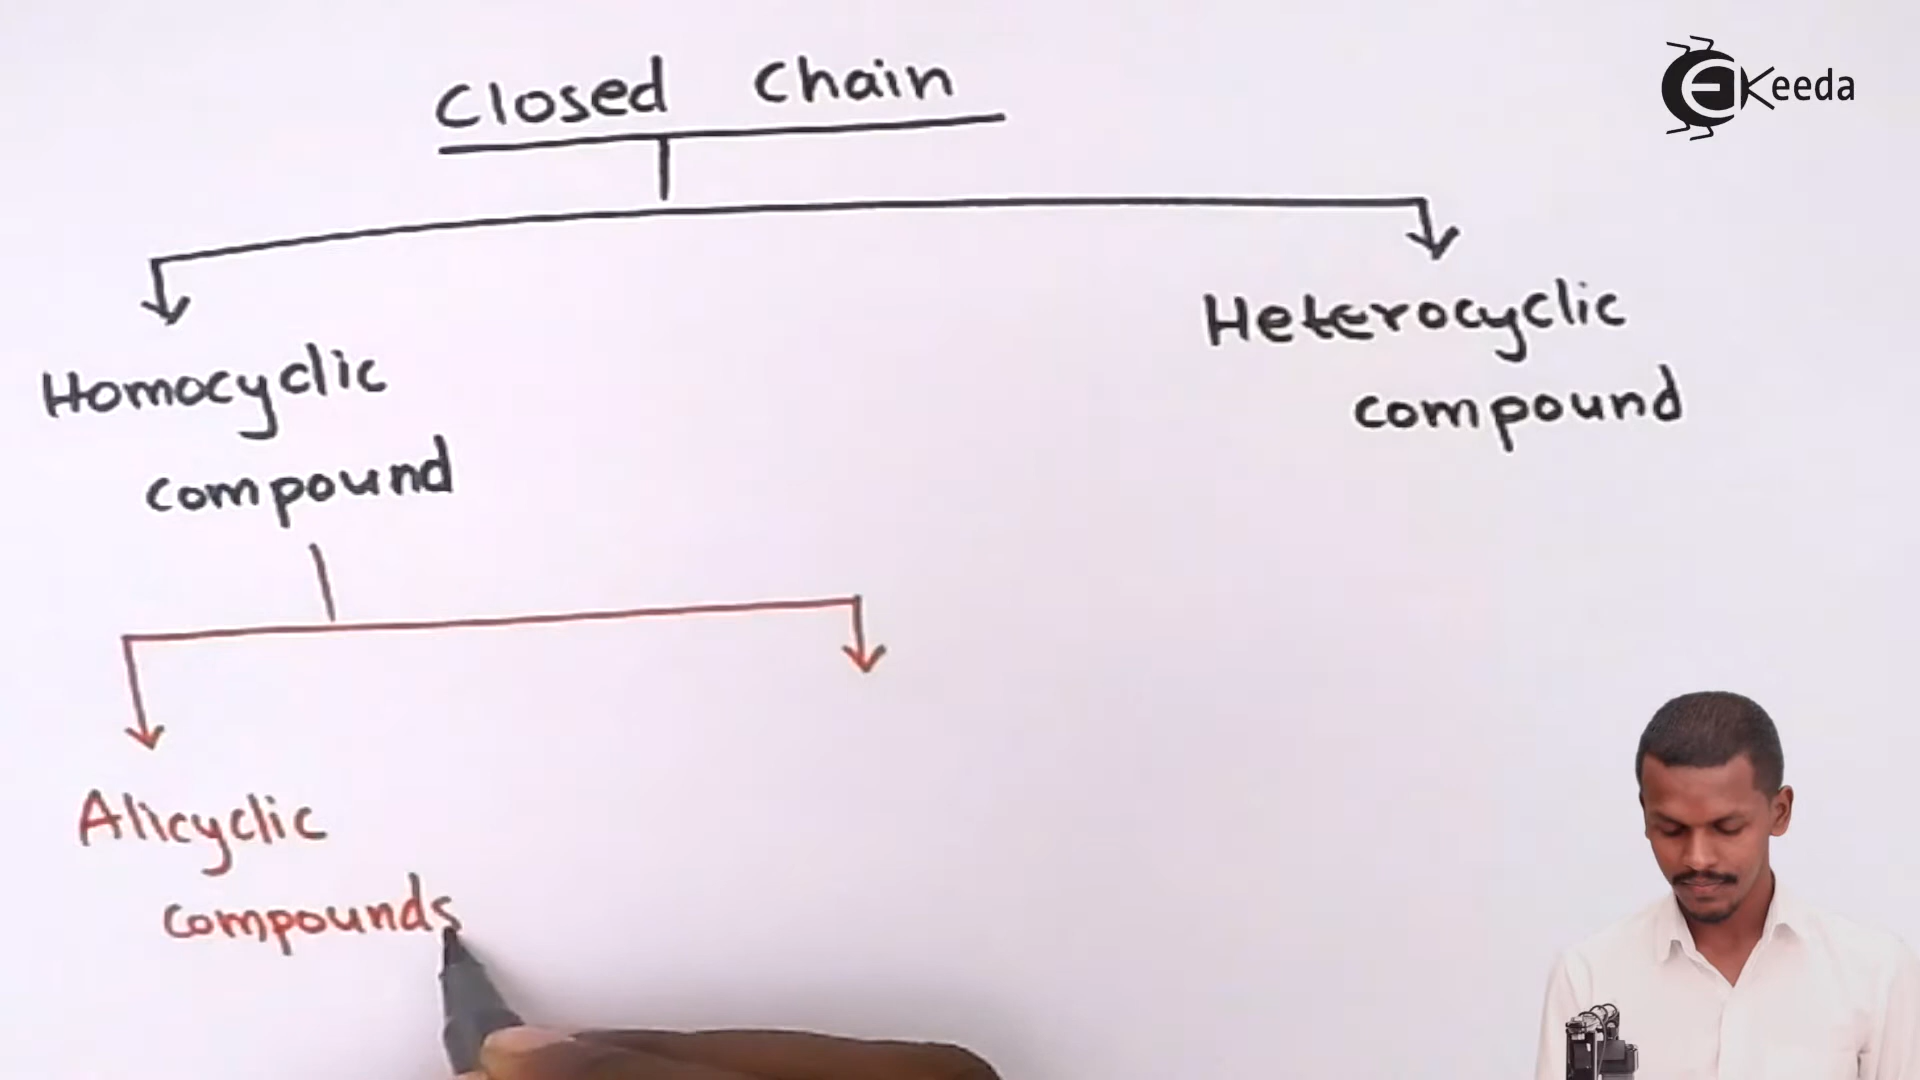 Closed Chain
EKeeda
Homocyclic
compound
Heterocyclic
compound
Alicyclic
compounds